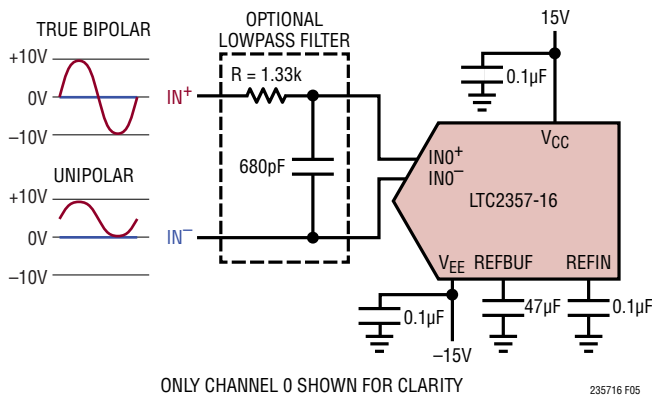 TRUE BIPOLAR
+10V
0V
–10V
UNIPOLAR
+10V
0V
–10V
IN+
IN–
OPTIONAL
LOWPASS FILTER
R = 1.33k
680pF
15V
0.1µF
VCC
IN0+
IN0–
LTC2357-16
VEE REFBUF REFIN
0.1µF
–15V
47µF
0.1µF
ONLY CHANNEL 0 SHOWN FOR CLARITY
235716 F05